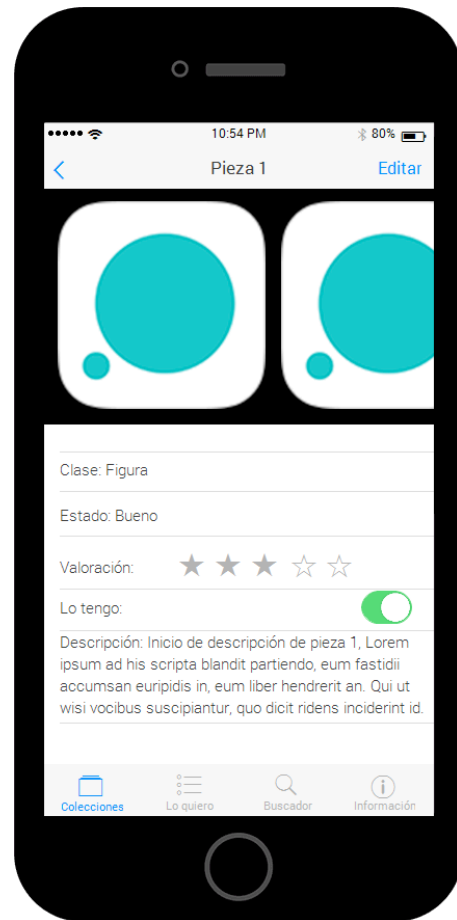 10:54 PM
80%
Pieza 1
Editar
Clase: Figura
Estado: Bueno
Valoración:
Lo tengo:
Descripción: Inicio de descripción de pieza 1, Lorem
ipsum ad his scripta blandit partiendo, eum fastidii
accumsan euripidis in, eum liber hendrerit an. Qui ut
wisi vocibus suscipiantur, quo dicit ridens inciderint id.
Colecciones
Lo quiero
Buscador
Información